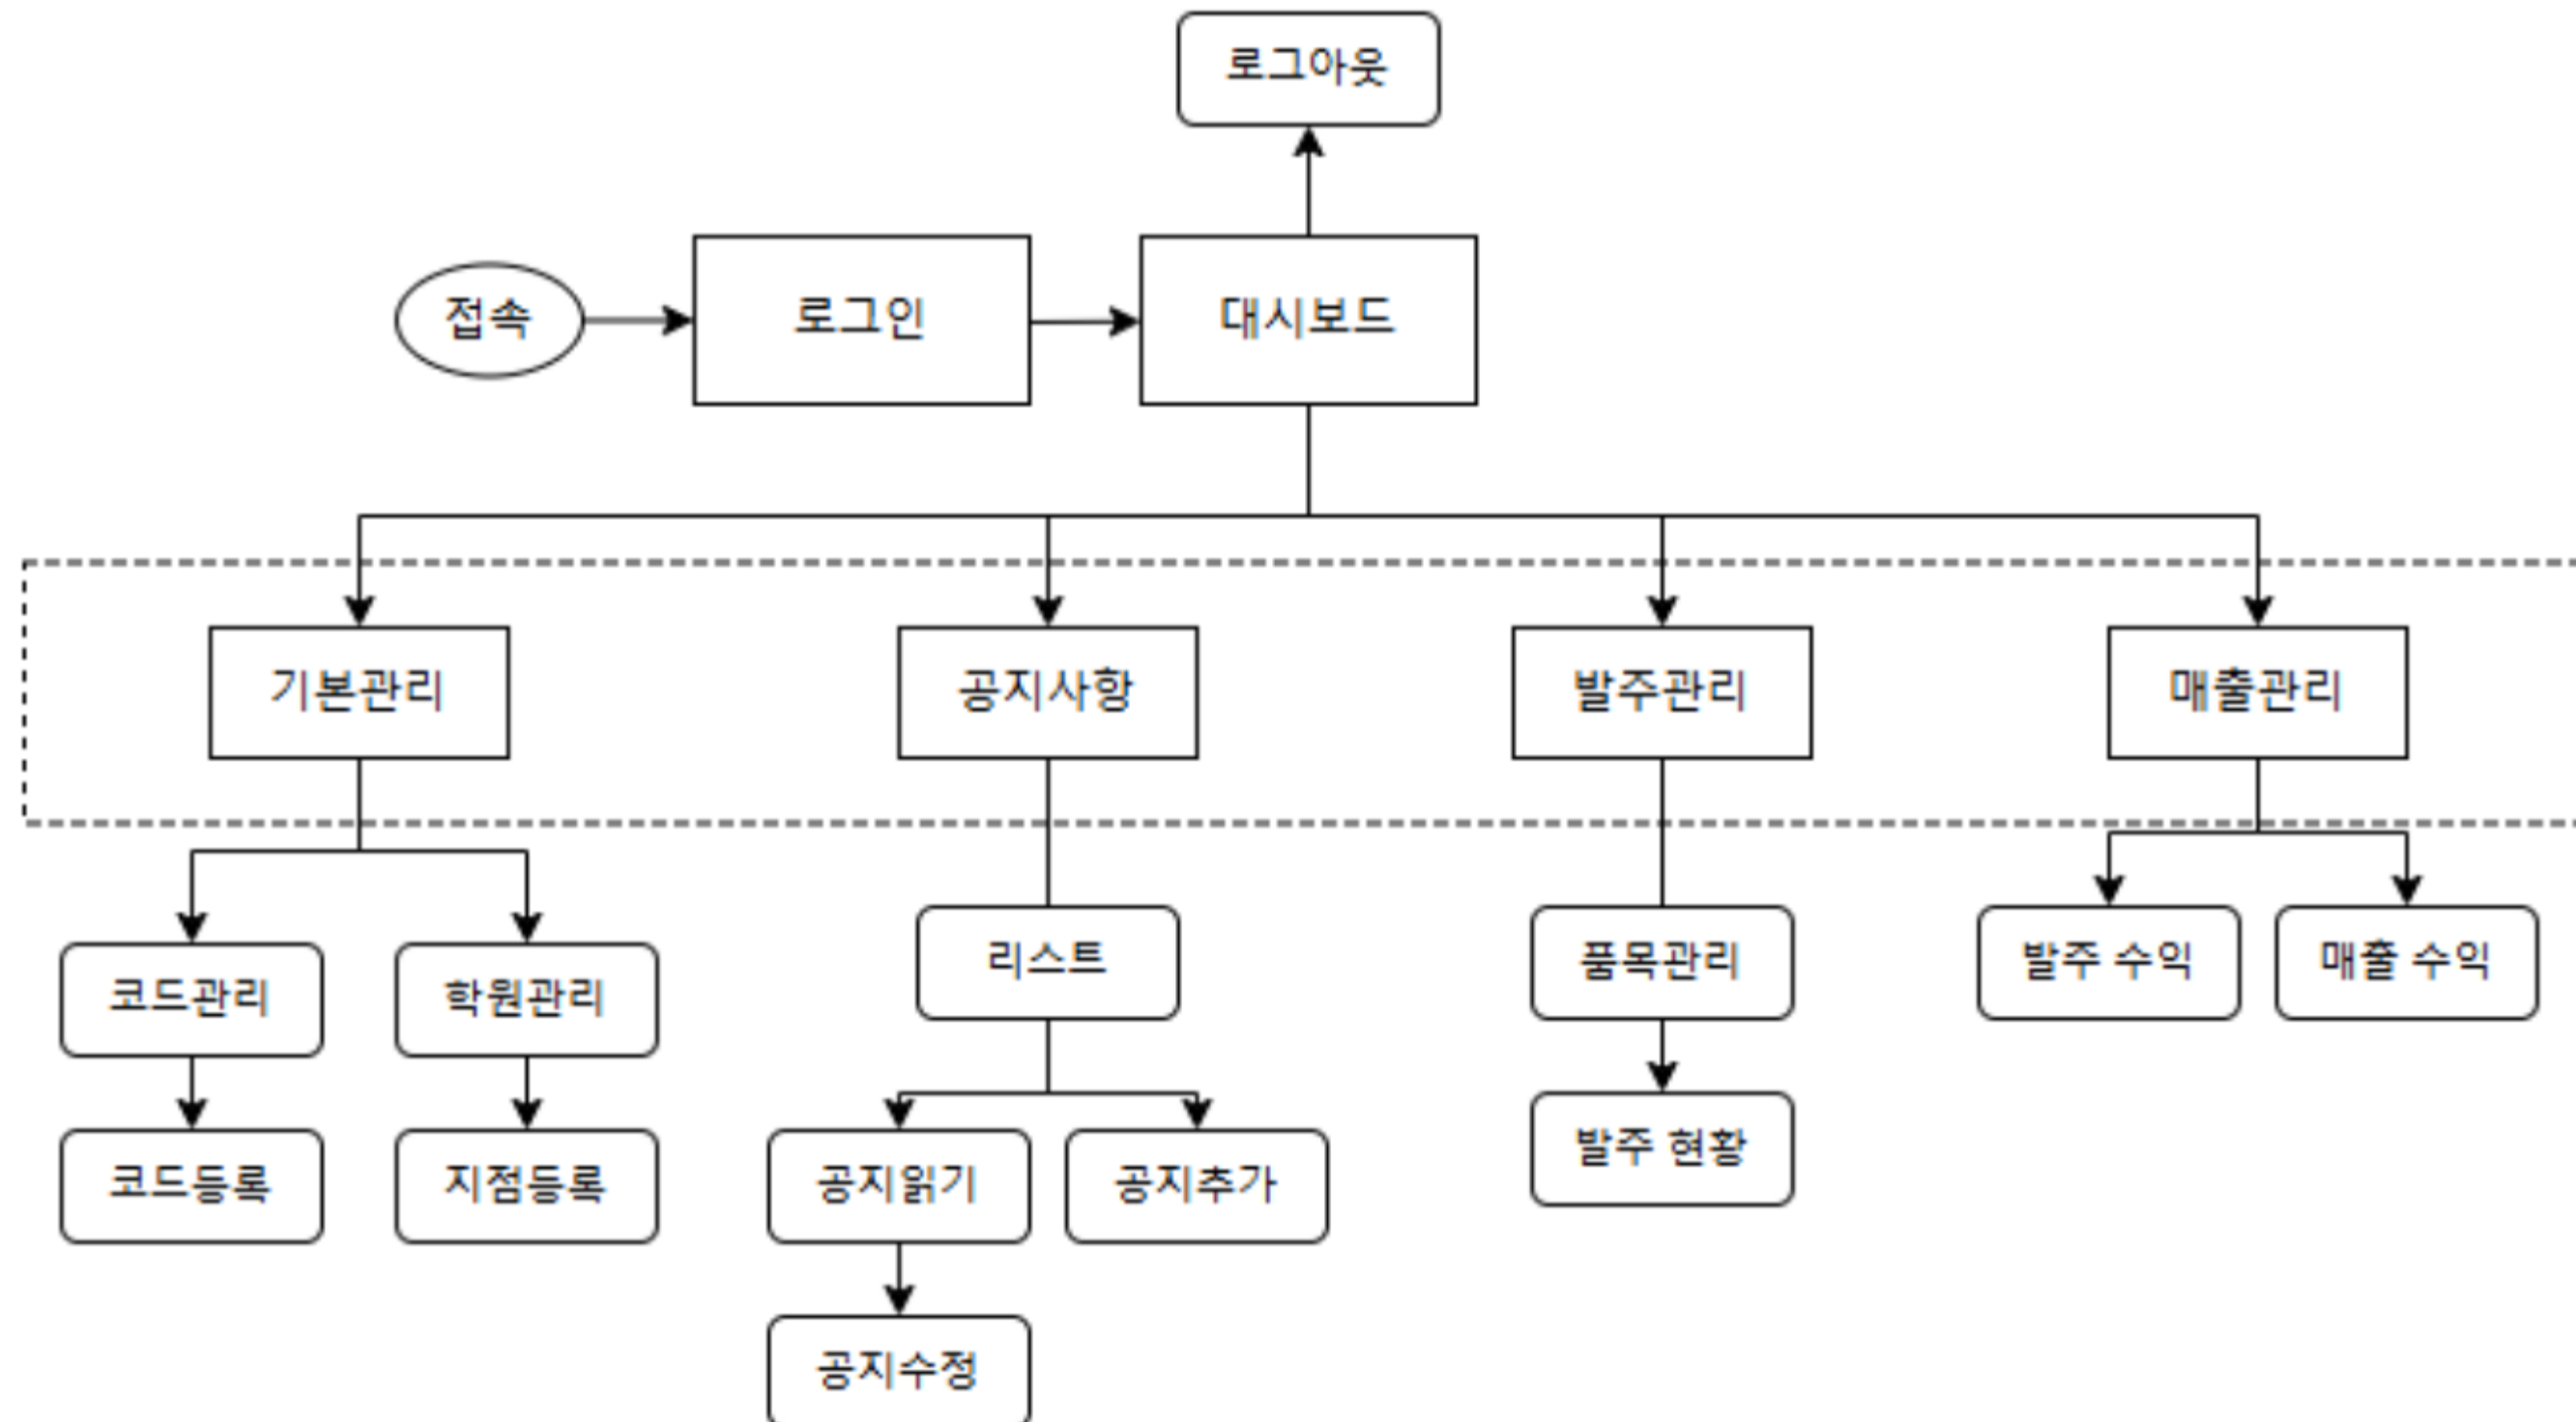 로그아웃
접속
로그인
대시보드
기본관리
공지사항
발주관리
매출관리
코드관리
학원관리
리스트
품목관리
발주 수익
매출 수익
코드등록
지점등록
공지읽기
공지추가
발주 현황
공지수정